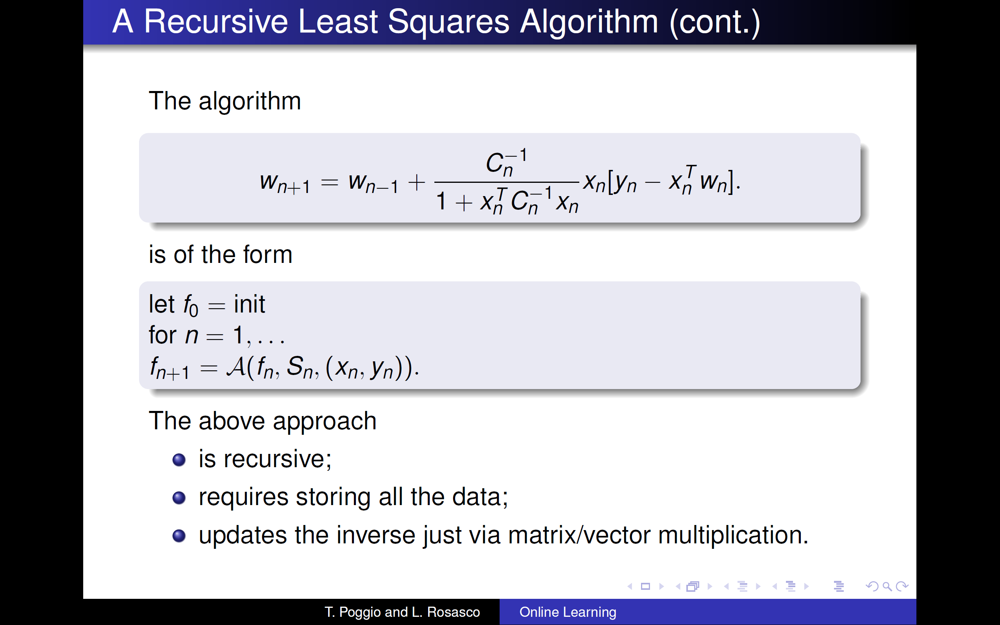 A Recursive Least Squares Algorithm (cont.)
The algorithm
$w_{n+1} = w_{n-1} + \frac{C_n^{-1}}{1 + x_n^T C_n^{-1} x_n} x_n [y_n - x_n^T w_n].$
is of the form
let $f_0$ = init
for $n = 1, \ldots$
$f_{n+1} = \mathcal{A}(f_n, S_n, (x_n, y_n)).$
The above approach
is recursive;
requires storing all the data;
updates the inverse just via matrix/vector multiplication.
T. Poggio and L. Rosasco
Online Learning